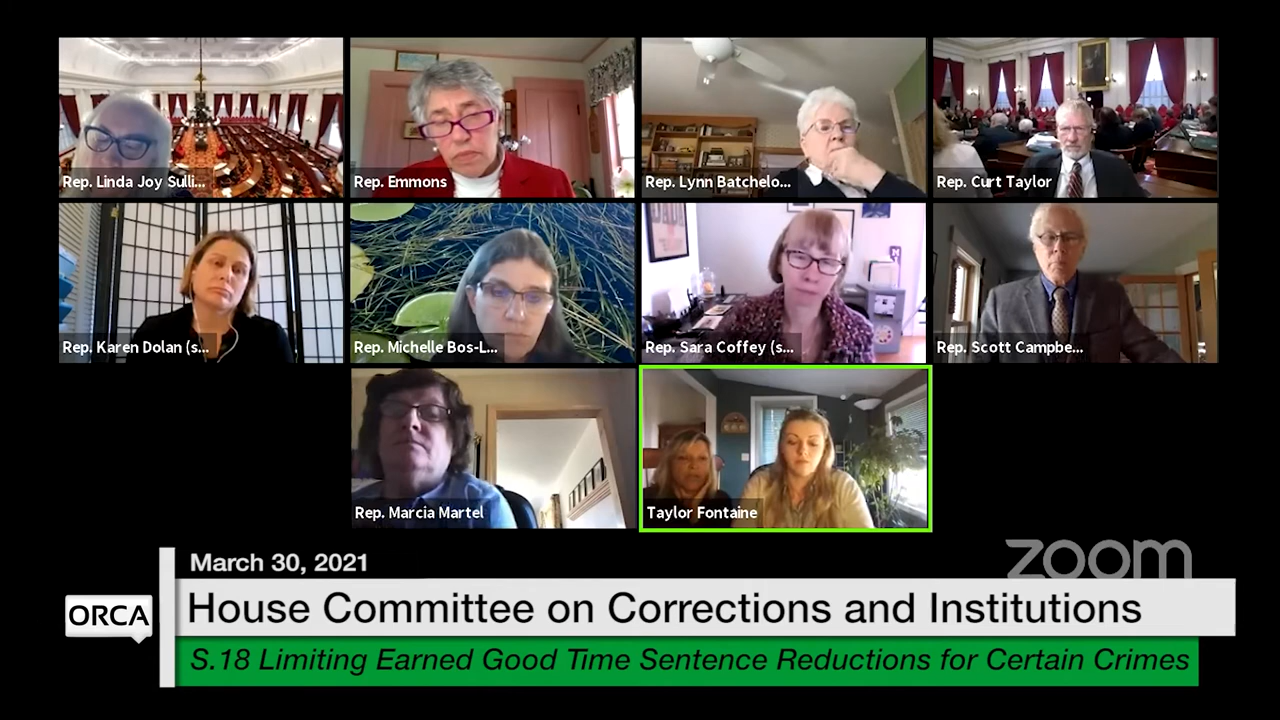 Rep. Linda Joy Sulli...
Rep. Emmons
Rep. Lynn Batchelo...
Rep. Curt Taylor
Rep. Karen Dolan (s...
Rep. Michelle Bos-L...
Rep. Sara Coffey (s...
Rep. Scott Campbe...
Rep. Marcia Martel
Taylor Fontaine
zoom
March 30, 2021
ORCA
House Committee on Corrections and Institutions
S.18 Limiting Earned Good Time Sentence Reductions for Certain Crimes